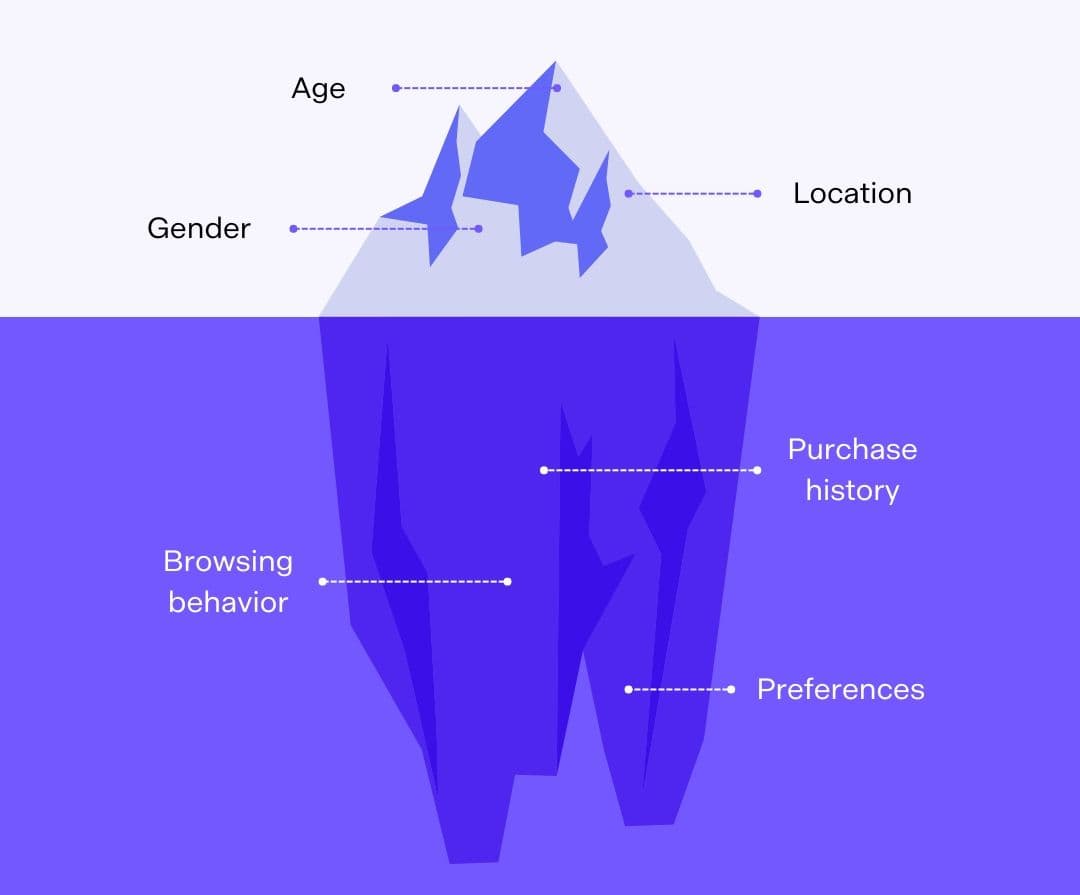 Age
Location
Gender
Purchase
history
Browsing
behavior
Preferences